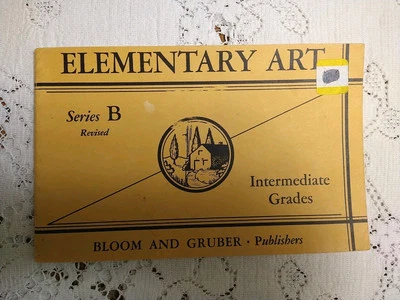 ELEMENTARY ART
Series B
Revised
Intermediate
Grades
BLOOM AND GRUBER · Publishers